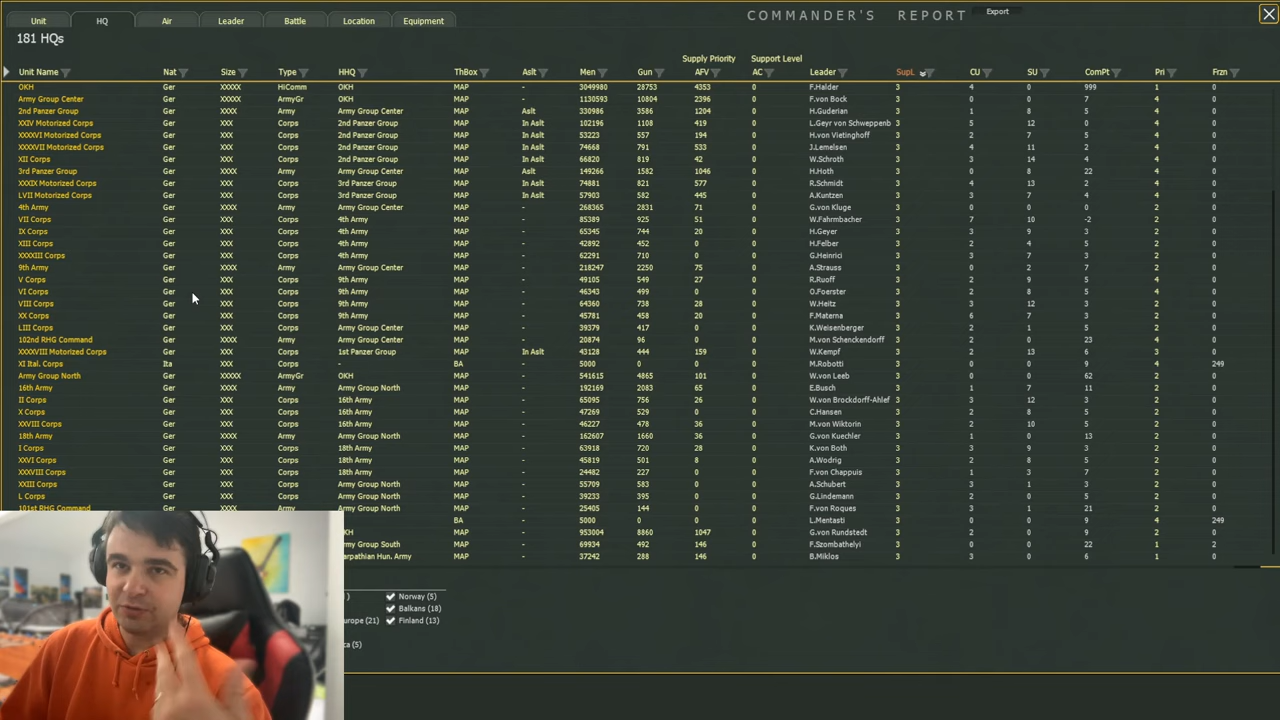 Unit HQ Air Leader Battle Location Equipment COMMANDER'S REPORT Export
181 HQs
Supply Priority Support Level
Unit Name Nat Size Type HHQ ThBox Aslt Men Gun AFV AC Leader SupL CU SU ComPt Pri Frzn
OKH Ger XXXXX HiComm OKH MAP - 3049980 28753 4353 0 F.Halder 3 4 0 999 1 0
Army Group Center Ger XXXXX ArmyGr OKH MAP - 1130593 10804 2396 0 F.von Bock 3 0 0 7 4 0
2nd Panzer Group Ger XXXX Army Army Group Center MAP Aslt 330986 3586 1204 0 H.Guderian 3 1 8 5 4 0
XXIV Motorized Corps Ger XXX Corps 2nd Panzer Group MAP In Aslt 102196 1108 419 0 L.Geyr von Schweppenb 3 5 12 0 4 0
XXXXVI Motorized Corps Ger XXX Corps 2nd Panzer Group MAP In Aslt 53223 557 194 0 H.von Vietinghoff 3 2 8 4 4 0
XXXXVII Motorized Corps Ger XXX Corps 2nd Panzer Group MAP In Aslt 74668 791 533 0 J.Lemelsen 3 4 11 2 4 0
XII Corps Ger XXX Corps 2nd Panzer Group MAP In Aslt 66820 819 42 0 W.Schroth 3 3 14 4 4 0
3rd Panzer Group Ger XXXX Army Army Group Center MAP Aslt 149266 1582 1046 0 H.Hoth 3 0 8 22 4 0
XXXIX Motorized Corps Ger XXX Corps 3rd Panzer Group MAP In Aslt 74881 821 577 0 R.Schmidt 3 4 13 2 4 0
LVII Motorized Corps Ger XXX Corps 3rd Panzer Group MAP In Aslt 57903 582 445 0 A.Kuntzen 3 3 7 4 4 0
4th Army Ger XXXX Army Army Group Center MAP - 268365 2831 71 0 G.von Kluge 3 0 0 0 2 0
VII Corps Ger XXX Corps 4th Army MAP - 85389 925 51 0 W.Fahrmbacher 3 7 10 -2 2 0
IX Corps Ger XXX Corps 4th Army MAP - 65345 744 20 0 H.Geyer 3 3 9 3 2 0
XIII Corps Ger XXX Corps 4th Army MAP - 42892 452 0 0 H.Felber 3 2 4 5 2 0
XXXXIII Corps Ger XXX Corps 4th Army MAP - 62291 710 0 0 G.Heinrici 3 3 7 3 2 0
9th Army Ger XXXX Army Army Group Center MAP - 218247 2250 75 0 A.Strauss 3 0 2 7 2 0
V Corps Ger XXX Corps 9th Army MAP - 49105 549 27 0 R.Ruoff 3 2 9 5 2 0
VI Corps Ger XXX Corps 9th Army MAP - 46343 499 0 0 O.Foerster 3 2 8 5 2 0
VIII Corps Ger XXX Corps 9th Army MAP - 64360 738 28 0 W.Heitz 3 3 12 3 2 0
XX Corps Ger XXX Corps 9th Army MAP - 45781 458 20 0 F.Materna 3 6 7 3 2 0
LIII Corps Ger XXX Corps Army Group Center MAP - 39379 417 0 0 K.Weisenberger 3 2 1 5 2 0
102nd RHG Command Ger XXX Corps Army Group Center MAP - 20874 96 0 0 M.von Schenckendorff 3 2 0 23 4 0
XXXXVIII Motorized Corps Ger XXX Corps 1st Panzer Group MAP In Aslt 43128 444 159 0 W.Kempf 3 2 13 6 3 0
XI Ital. Corps Ita XXX Corps - BA - 5000 0 0 0 M.Robotti 3 0 0 9 4 249
Army Group North Ger XXXXX ArmyGr OKH MAP - 541615 4865 101 0 W.von Leeb 3 0 0 62 2 0
16th Army Ger XXXX Army Army Group North MAP - 192169 2083 65 0 E.Busch 3 1 7 11 2 0
II Corps Ger XXX Corps 16th Army MAP - 65095 756 26 0 W.von Brockdorff-Ahlef 3 3 12 3 2 0
X Corps Ger XXX Corps 16th Army MAP - 47269 529 0 0 C.Hansen 3 2 8 5 2 0
XXVIII Corps Ger XXX Corps 16th Army MAP - 46227 478 36 0 M.von Wiktorin 3 2 10 5 2 0
18th Army Ger XXXX Army Army Group North MAP - 162607 1660 36 0 G.von Kuechler 3 1 0 13 2 0
I Corps Ger XXX Corps 18th Army MAP - 63918 720 28 0 K.von Both 3 3 9 3 2 0
XXVI Corps Ger XXX Corps 18th Army MAP - 45819 501 8 0 A.Wodrig 3 2 8 5 2 0
XXXVIII Corps Ger XXX Corps 18th Army MAP - 24482 227 0 0 F.von Chappuis 3 1 3 7 2 0
XXIII Corps Ger XXX Corps Army Group North MAP - 55709 583 0 0 A.Schubert 3 3 1 3 2 0
L Corps Ger XXX Corps Army Group North MAP - 39233 395 0 0 G.Lindemann 3 2 0 5 2 0
101st RHG Command Ger XXX Corps Army Group North MAP - 25405 144 0 0 F.von Roques 3 3 1 21 2 0
BA - 5000 0 0 0 L.Mentasti 3 0 0 9 4 249
KH MAP - 953004 8860 1047 0 G.von Rundstedt 3 2 0 9 2 0
Army Group South MAP - 69934 492 146 0 F.Szombathelyi 3 0 0 22 1 2
arpathian Hun. Army MAP - 37242 288 146 0 B.Miklos 3 3 0 6 1 0
) Norway (5)
Balkans (18)
urope (21) Finland (13)
ca (5)